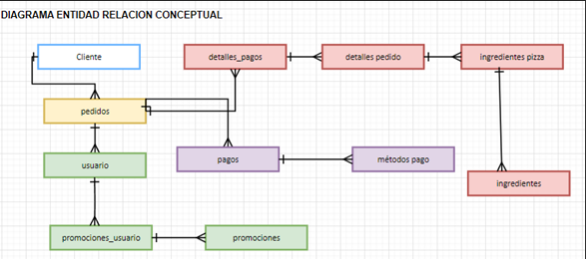 DIAGRAMA ENTIDAD RELACION CONCEPTUAL
Cliente
detalles_pagos
detalles pedido
ingredientes pizza
pedidos
usuario
pagos
métodos pago
ingredientes
promociones_usuario
promociones